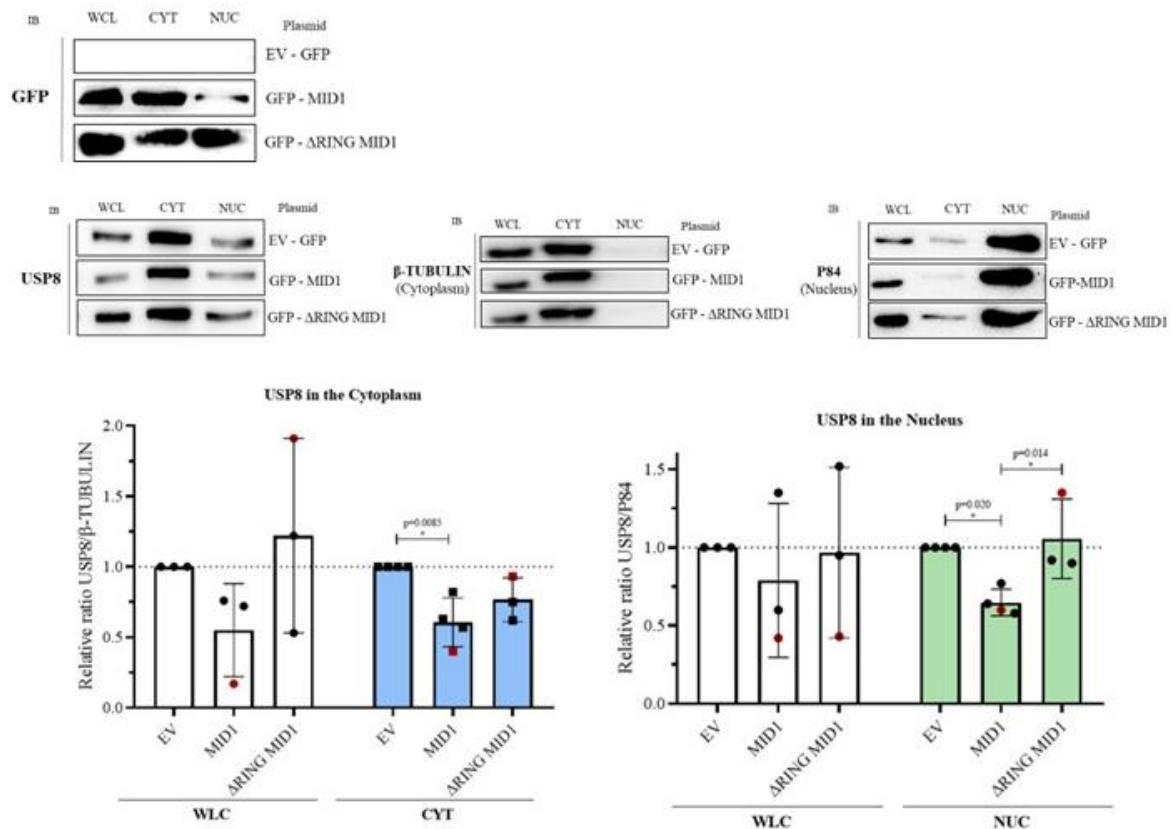 IB WCL CYT NUC Plasmid
EV - GFP
GFP GFP - MID1
GFP - ΔRING MID1
IB WCL CYT NUC Plasmid
EV - GFP
USP8 GFP - MID1
GFP - ΔRING MID1
IB WCL CYT NUC Plasmid
EV - GFP
β-TUBULIN
(Cytoplasm) GFP - MID1
GFP - ΔRING MID1
IB WCL CYT NUC Plasmid
EV - GFP
P84
(Nucleus) GFP-MID1
GFP - ΔRING MID1
USP8 in the Cytoplasm
Relative ratio USP8/β-TUBULIN
2.0
1.5
1.0
0.5
0.0
p=0.0085
*
EV MID1 ΔRING MID1 EV MID1 ΔRING MID1
WLC CYT
USP8 in the Nucleus
Relative ratio USP8/P84
1.5
1.0
0.5
0.0
p=0.014
*
p=0.020
*
EV MID1 ΔRING MID1 EV MID1 ΔRING MID1
WLC NUC